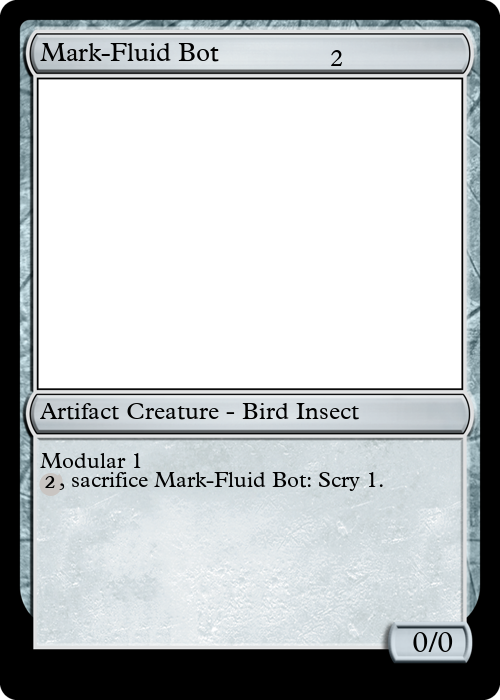 Mark-Fluid Bot 2
Artifact Creature - Bird Insect
Modular 1
2, sacrifice Mark-Fluid Bot: Scry 1.
0/0